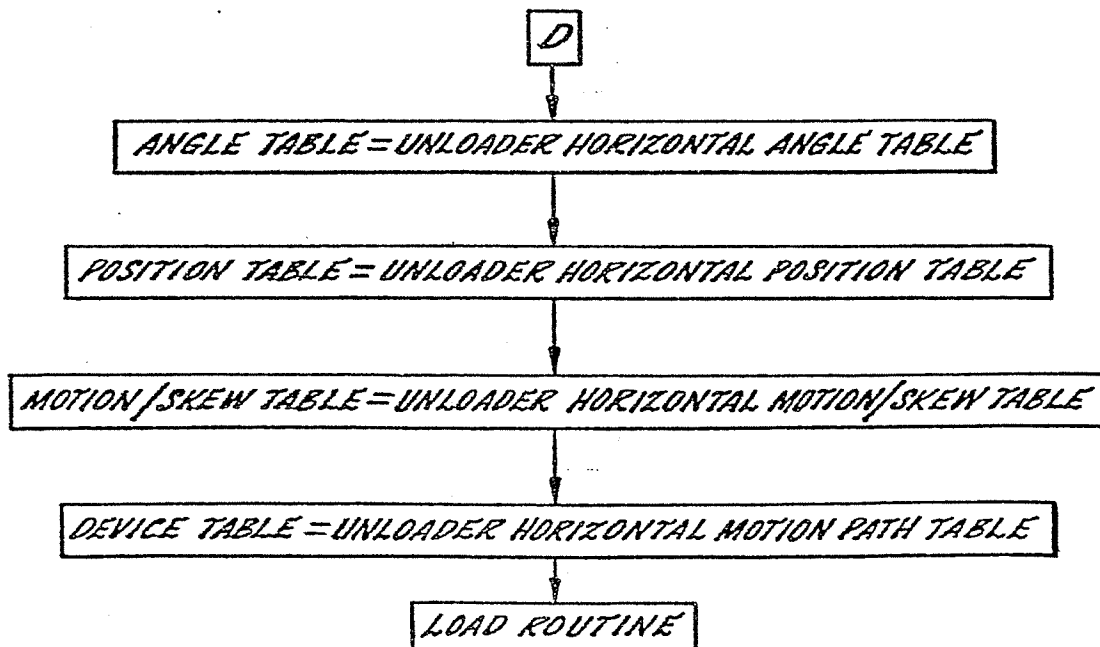 D
ANGLE TABLE=UNLOADER HORIZONTAL ANGLE TABLE
POSITION TABLE=UNLOADER HORIZONTAL POSITION TABLE
MOTION/SKEW TABLE=UNLOADER HORIZONTAL MOTION/SKEW TABLE
DEVICE TABLE=UNLOADER HORIZONTAL MOTION PATH TABLE
LOAD ROUTINE